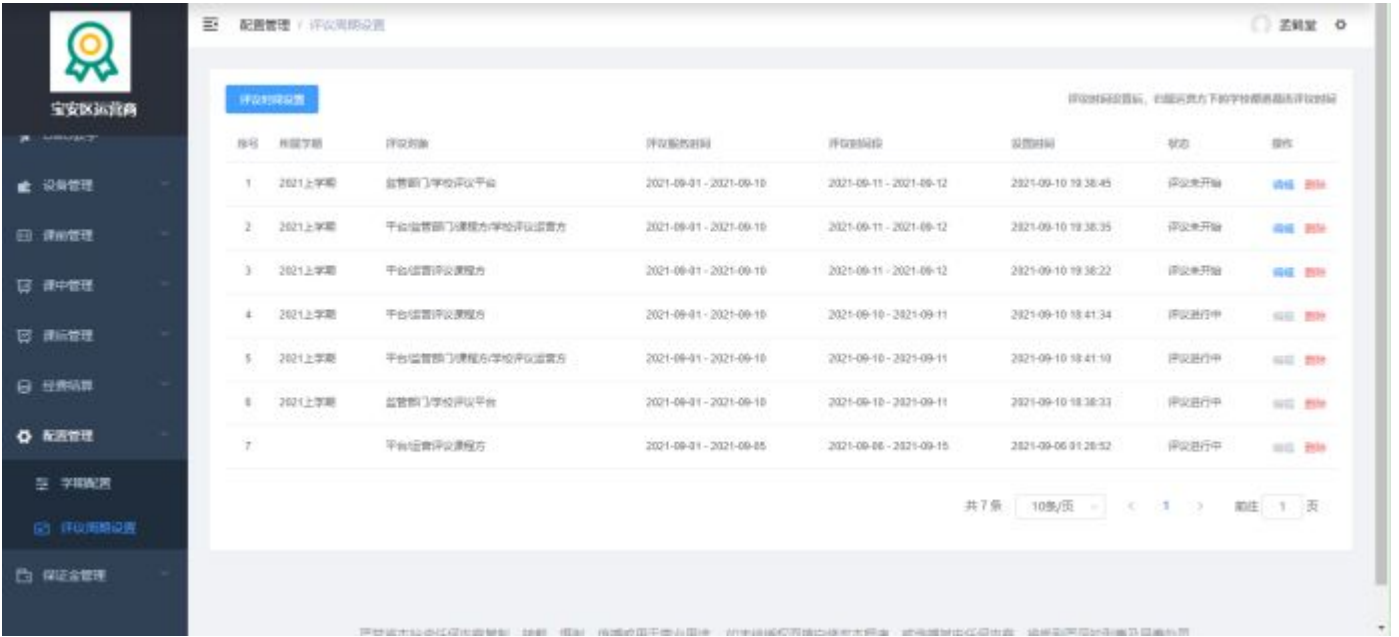 配置管理 / 评议周期设置
孟鹤堂
宝安区运营商
评议时间设置
设备管理
课前管理
课中管理
课后管理
经费结算
配置管理
学期配置
评议周期设置
保证金管理
序号 所属学期 评议对象 评议服务时间 评议时间段 设置时间 状态 操作
1 2021上学期 监管部门/学校评议平台 2021-09-01 - 2021-09-10 2021-09-11 - 2021-09-12 2021-09-10 19:38:45 评议未开始 编辑 删除
2 2021上学期 平台/监管部门/课程方/学校评议运营方 2021-09-01 - 2021-09-10 2021-09-11 - 2021-09-12 2021-09-10 19:38:35 评议未开始 编辑 删除
3 2021上学期 平台/运营评议课程方 2021-09-01 - 2021-09-10 2021-09-11 - 2021-09-12 2021-09-10 19:38:22 评议未开始 编辑 删除
4 2021上学期 平台/运营评议课程方 2021-09-01 - 2021-09-10 2021-09-10 - 2021-09-11 2021-09-10 18:41:34 评议进行中 编辑 删除
5 2021上学期 平台/监管部门/课程方/学校评议运营方 2021-09-01 - 2021-09-10 2021-09-10 - 2021-09-11 2021-09-10 18:41:10 评议进行中 编辑 删除
6 2021上学期 监管部门/学校评议平台 2021-09-01 - 2021-09-10 2021-09-10 - 2021-09-11 2021-09-10 18:38:33 评议进行中 编辑 删除
7 平台/运营评议课程方 2021-09-01 - 2021-09-05 2021-09-06 - 2021-09-15 2021-09-06 01:26:52 评议进行中 编辑 删除
共 7 条 10条/页 1 前往 1 页